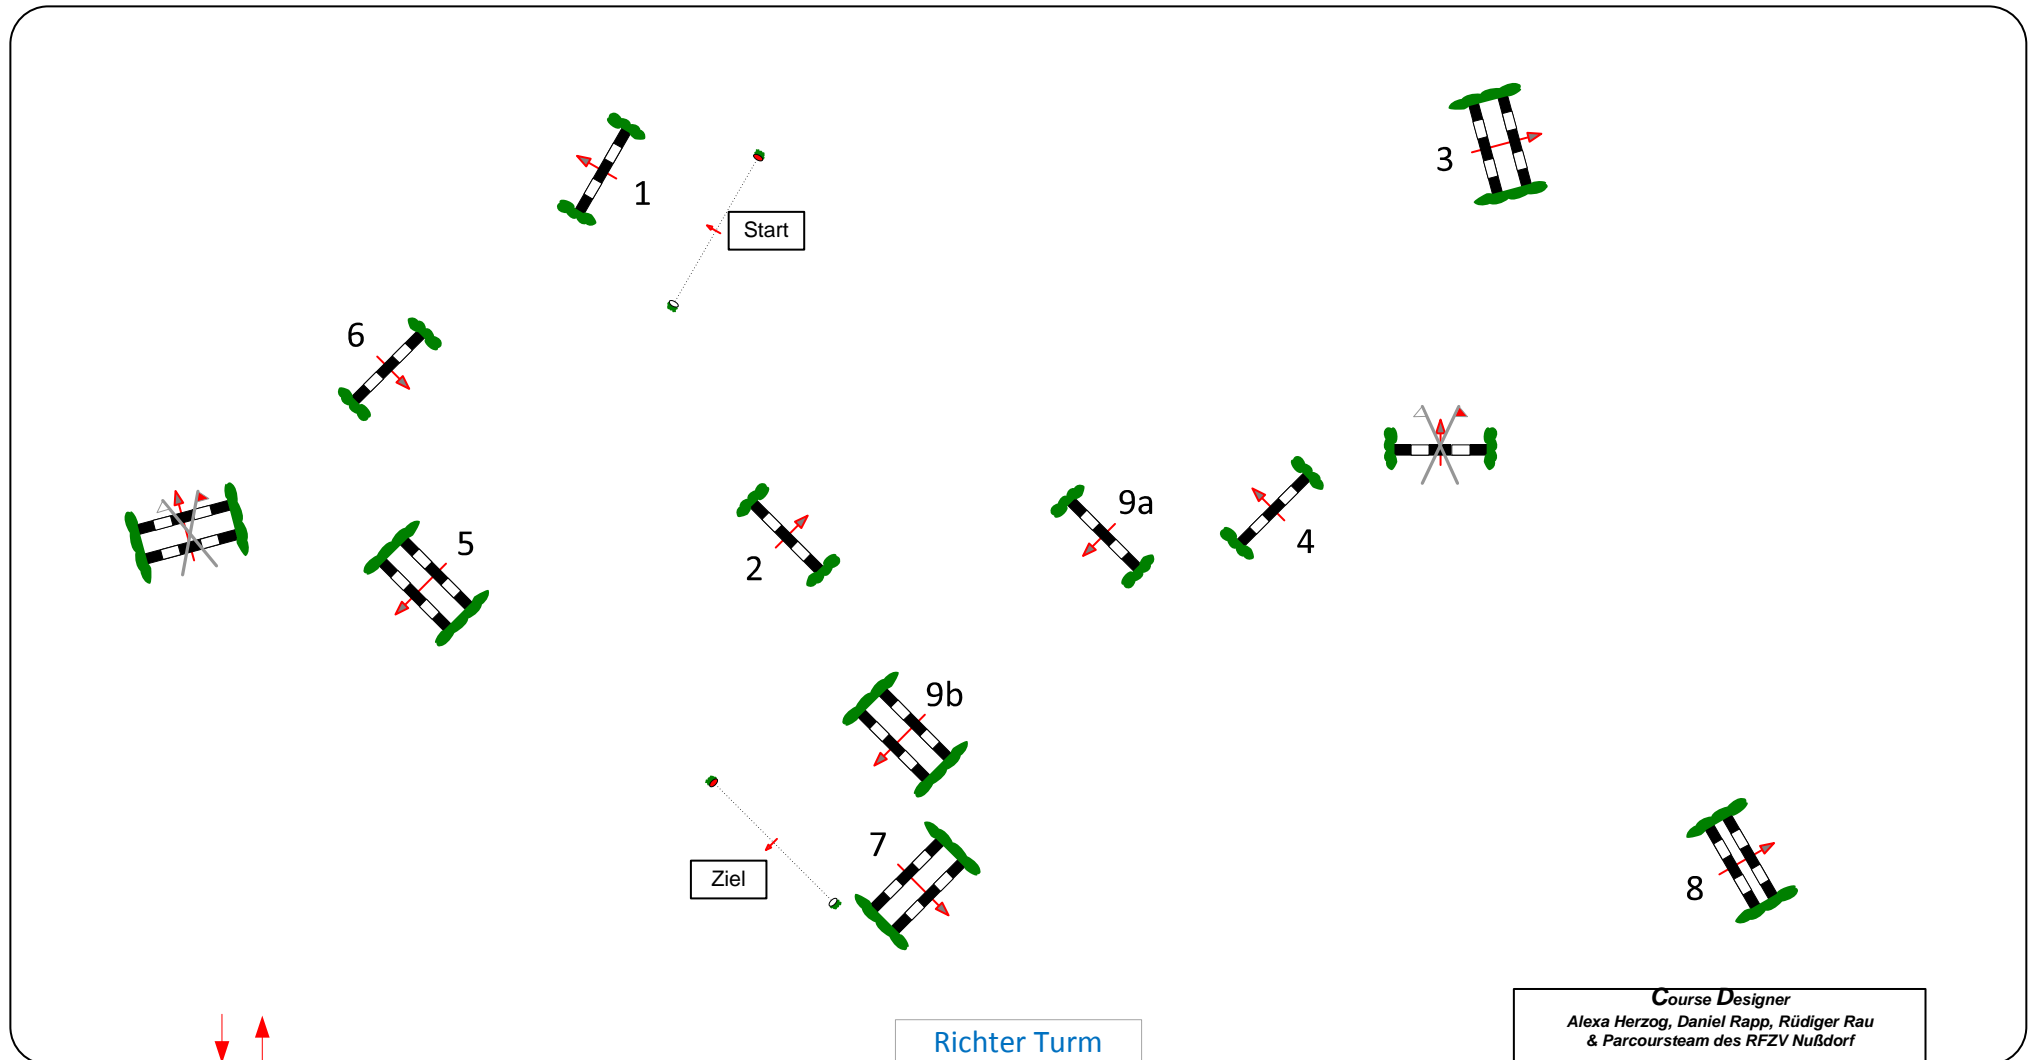 1
Start
3
6
9a
4
5
2
9b
7
Ziel
8
Richter Turm
Course Designer
Alexa Herzog, Daniel Rapp, Rüdiger Rau
& Parcoursteam des RFZV Nußdorf